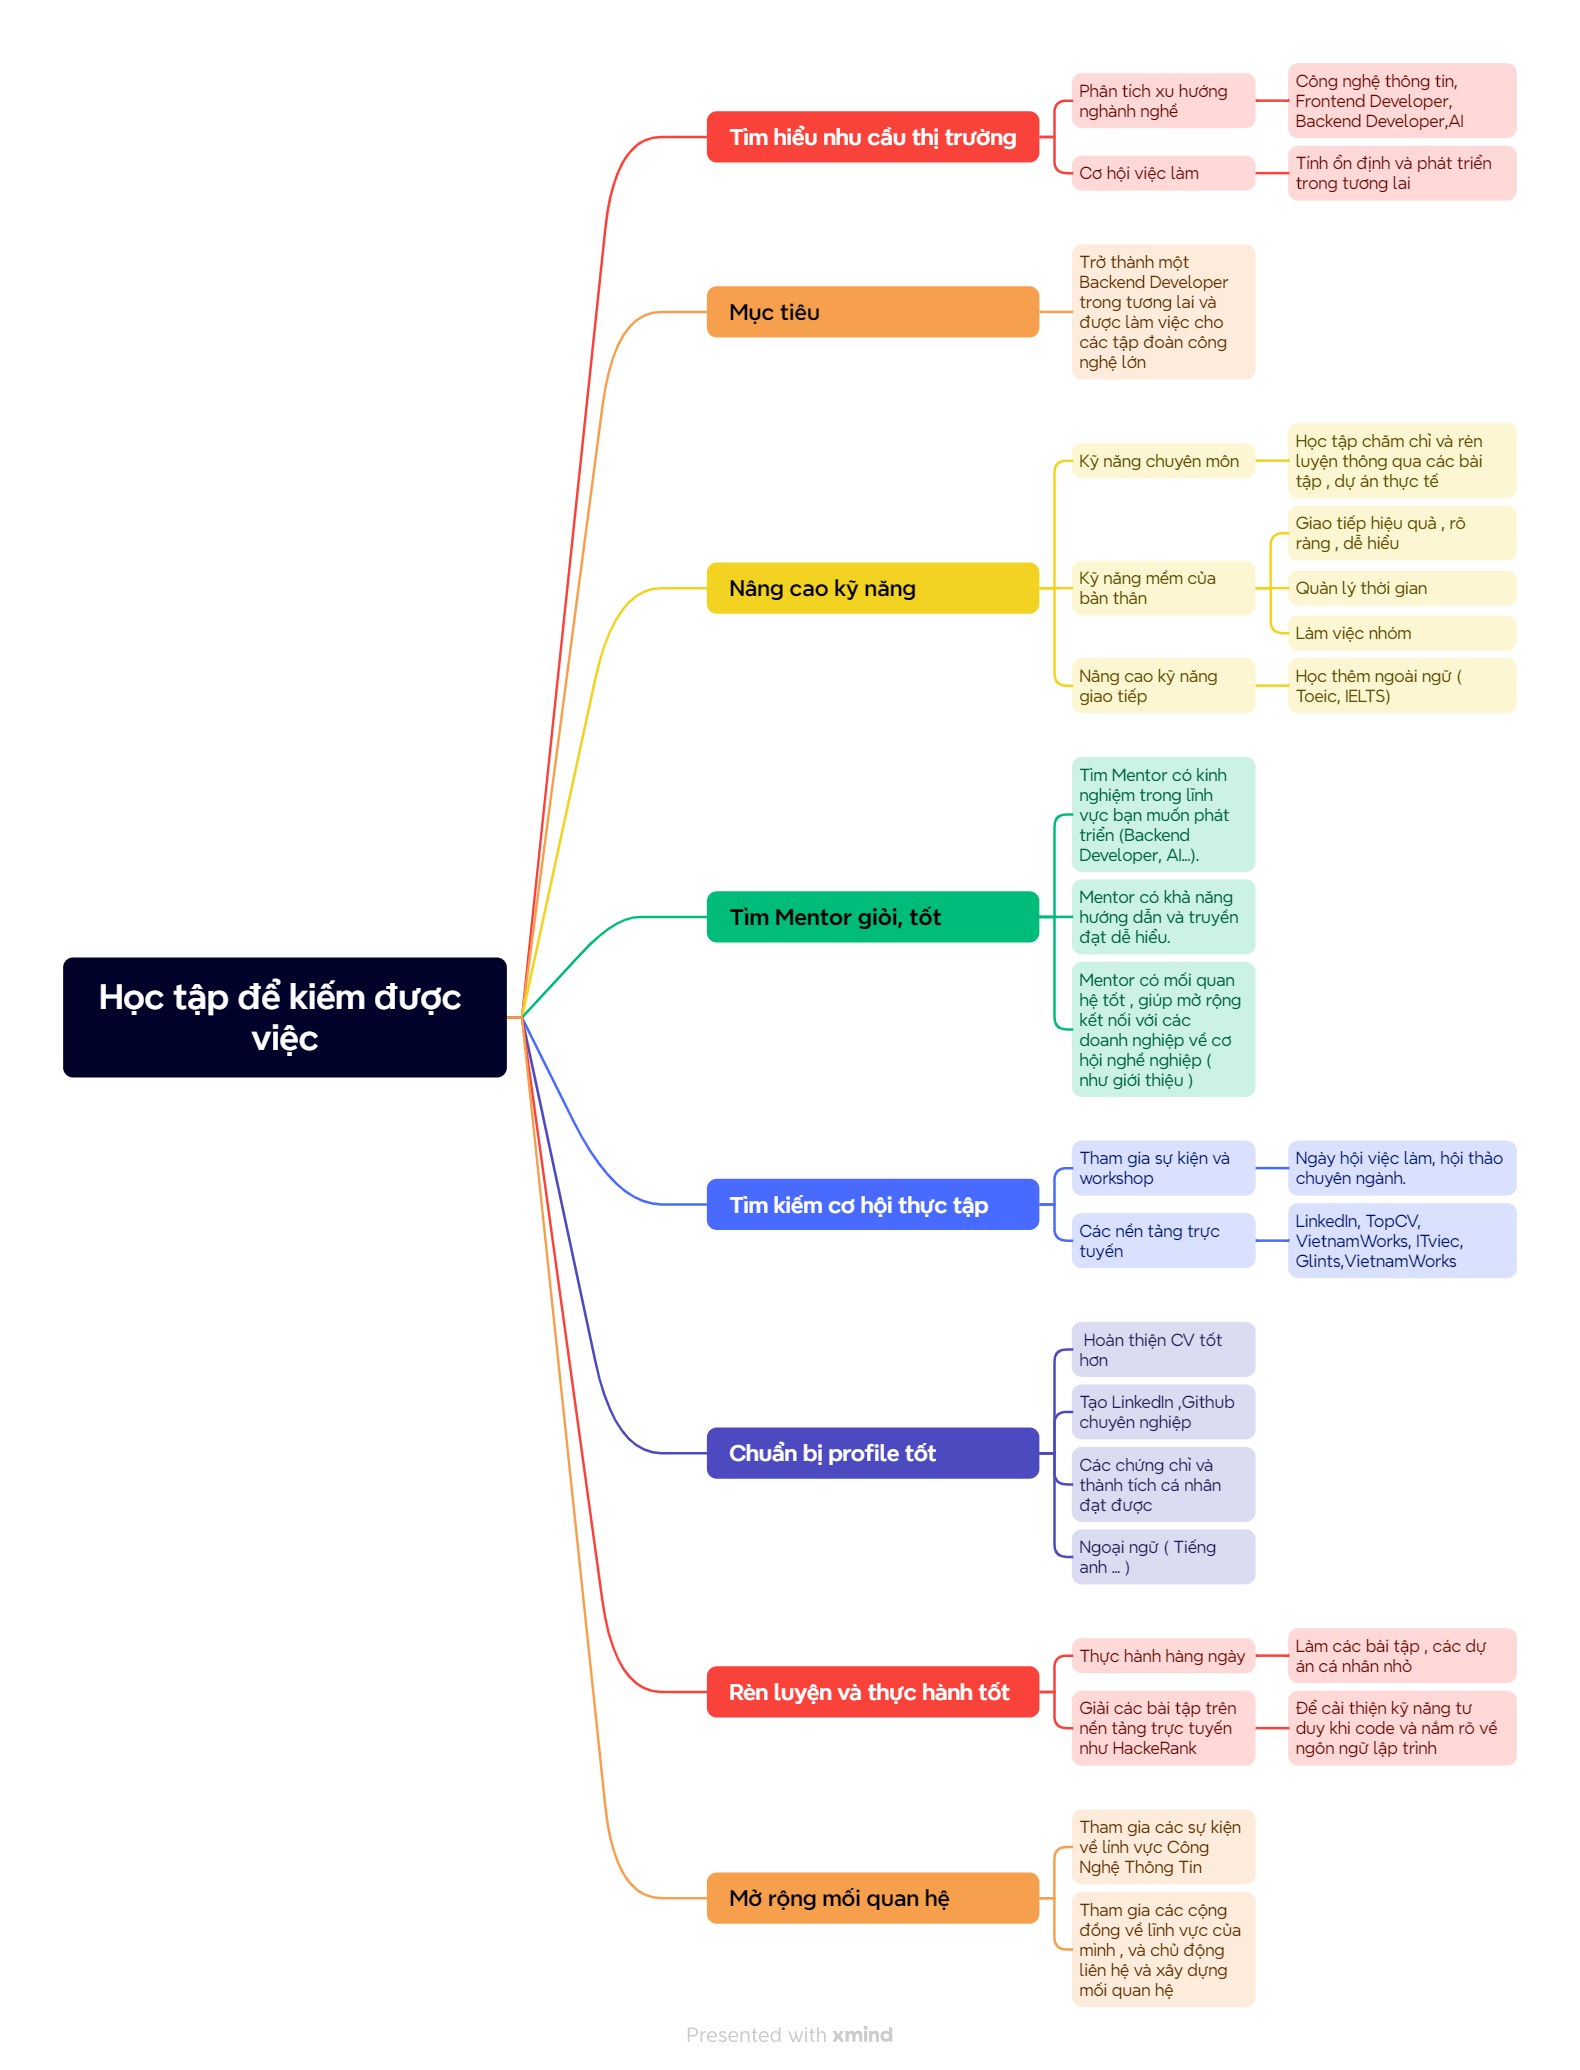 Tìm hiểu nhu cầu thị trường
Phân tích xu hướng
nghành nghề
Công nghệ thông tin,
Frontend Developer,
Backend Developer,AI
Cơ hội việc làm
Tính ổn định và phát triển
trong tương lai
Mục tiêu
Trở thành một
Backend Developer
trong tương lai và
được làm việc cho
các tập đoàn công
nghệ lớn
Nâng cao kỹ năng
Kỹ năng chuyên môn
Học tập chăm chỉ và rèn
luyện thông qua các bài
tập , dự án thực tế
Kỹ năng mềm của
bản thân
Giao tiếp hiệu quả , rõ
ràng , dễ hiểu
Quản lý thời gian
Làm việc nhóm
Nâng cao kỹ năng
giao tiếp
Học thêm ngoài ngữ (
Toeic, IELTS)
Học tập để kiếm được
việc
Tìm Mentor giỏi, tốt
Tìm Mentor có kinh
nghiệm trong lĩnh
vực bạn muốn phát
triển (Backend
Developer, AI...).
Mentor có khả năng
hướng dẫn và truyền
đạt dễ hiểu.
Mentor có mối quan
hệ tốt , giúp mở rộng
kết nối với các
doanh nghiệp về cơ
hội nghề nghiệp (
như giới thiệu )
Tìm kiếm cơ hội thực tập
Tham gia sự kiện và
workshop
Ngày hội việc làm, hội thảo
chuyên ngành.
Các nền tảng trực
tuyến
LinkedIn, TopCV,
VietnamWorks, ITviec,
Glints,VietnamWorks
Chuẩn bị profile tốt
Hoàn thiện CV tốt
hơn
Tạo LinkedIn ,Github
chuyên nghiệp
Các chứng chỉ và
thành tích cá nhân
đạt được
Ngoại ngữ ( Tiếng
anh ... )
Rèn luyện và thực hành tốt
Thực hành hàng ngày
Làm các bài tập , các dự
án cá nhân nhỏ
Giải các bài tập trên
nền tảng trực tuyến
như HackeRank
Để cải thiện kỹ năng tư
duy khi code và nắm rõ về
ngôn ngữ lập trình
Mở rộng mối quan hệ
Tham gia các sự kiện
về lính vực Công
Nghệ Thông Tin
Tham gia các cộng
đồng về lĩnh vực của
mình , và chủ động
liên hệ và xây dựng
mối quan hệ
Presented with xmind